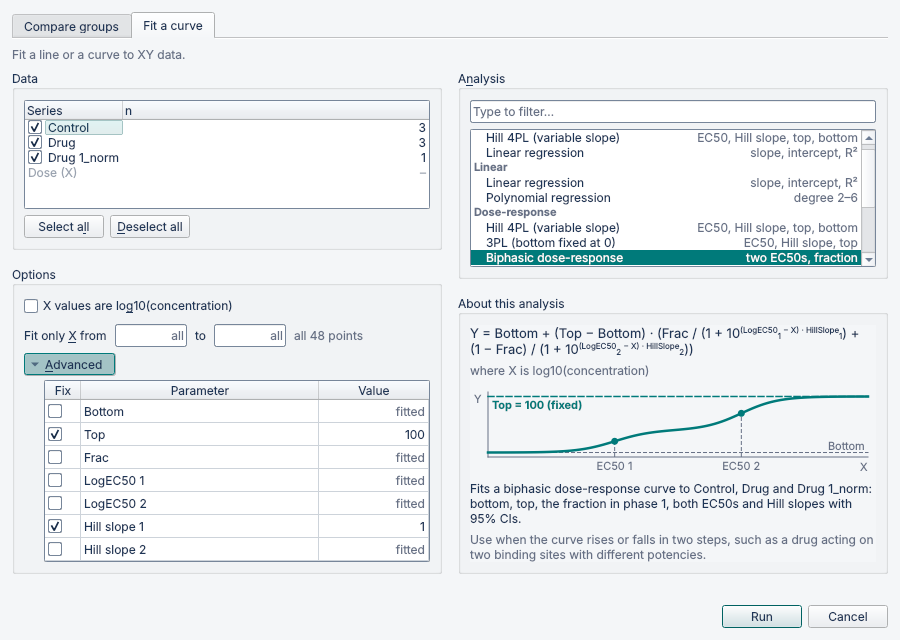 Compare groups
Fit a curve
Fit a line or a curve to XY data.
Data
Series n
Control 3
Drug 3
Drug 1_norm 1
Dose (X) –
Select all
Deselect all
Options
X values are log10(concentration)
Fit only X from all to all all 48 points
Advanced
Fix Parameter Value
Bottom fitted
Top 100
Frac fitted
LogEC50 1 fitted
LogEC50 2 fitted
Hill slope 1 1
Hill slope 2 fitted
Analysis
Type to filter...
Hill 4PL (variable slope) EC50, Hill slope, top, bottom
Linear regression slope, intercept, R²
Linear
Linear regression slope, intercept, R²
Polynomial regression degree 2–6
Dose-response
Hill 4PL (variable slope) EC50, Hill slope, top, bottom
3PL (bottom fixed at 0) EC50, Hill slope, top
Biphasic dose-response two EC50s, fraction
About this analysis
Y = Bottom + (Top − Bottom) · (Frac / (1 + 10^(LogEC50₁ − X) · HillSlope₁) +
(1 − Frac) / (1 + 10^(LogEC50₂ − X) · HillSlope₂))
where X is log10(concentration)
Y
Top = 100 (fixed)
Bottom
EC50 1 EC50 2 X
Fits a biphasic dose-response curve to Control, Drug and Drug 1_norm:
bottom, top, the fraction in phase 1, both EC50s and Hill slopes with
95% CIs.
Use when the curve rises or falls in two steps, such as a drug acting on
two binding sites with different potencies.
Run
Cancel